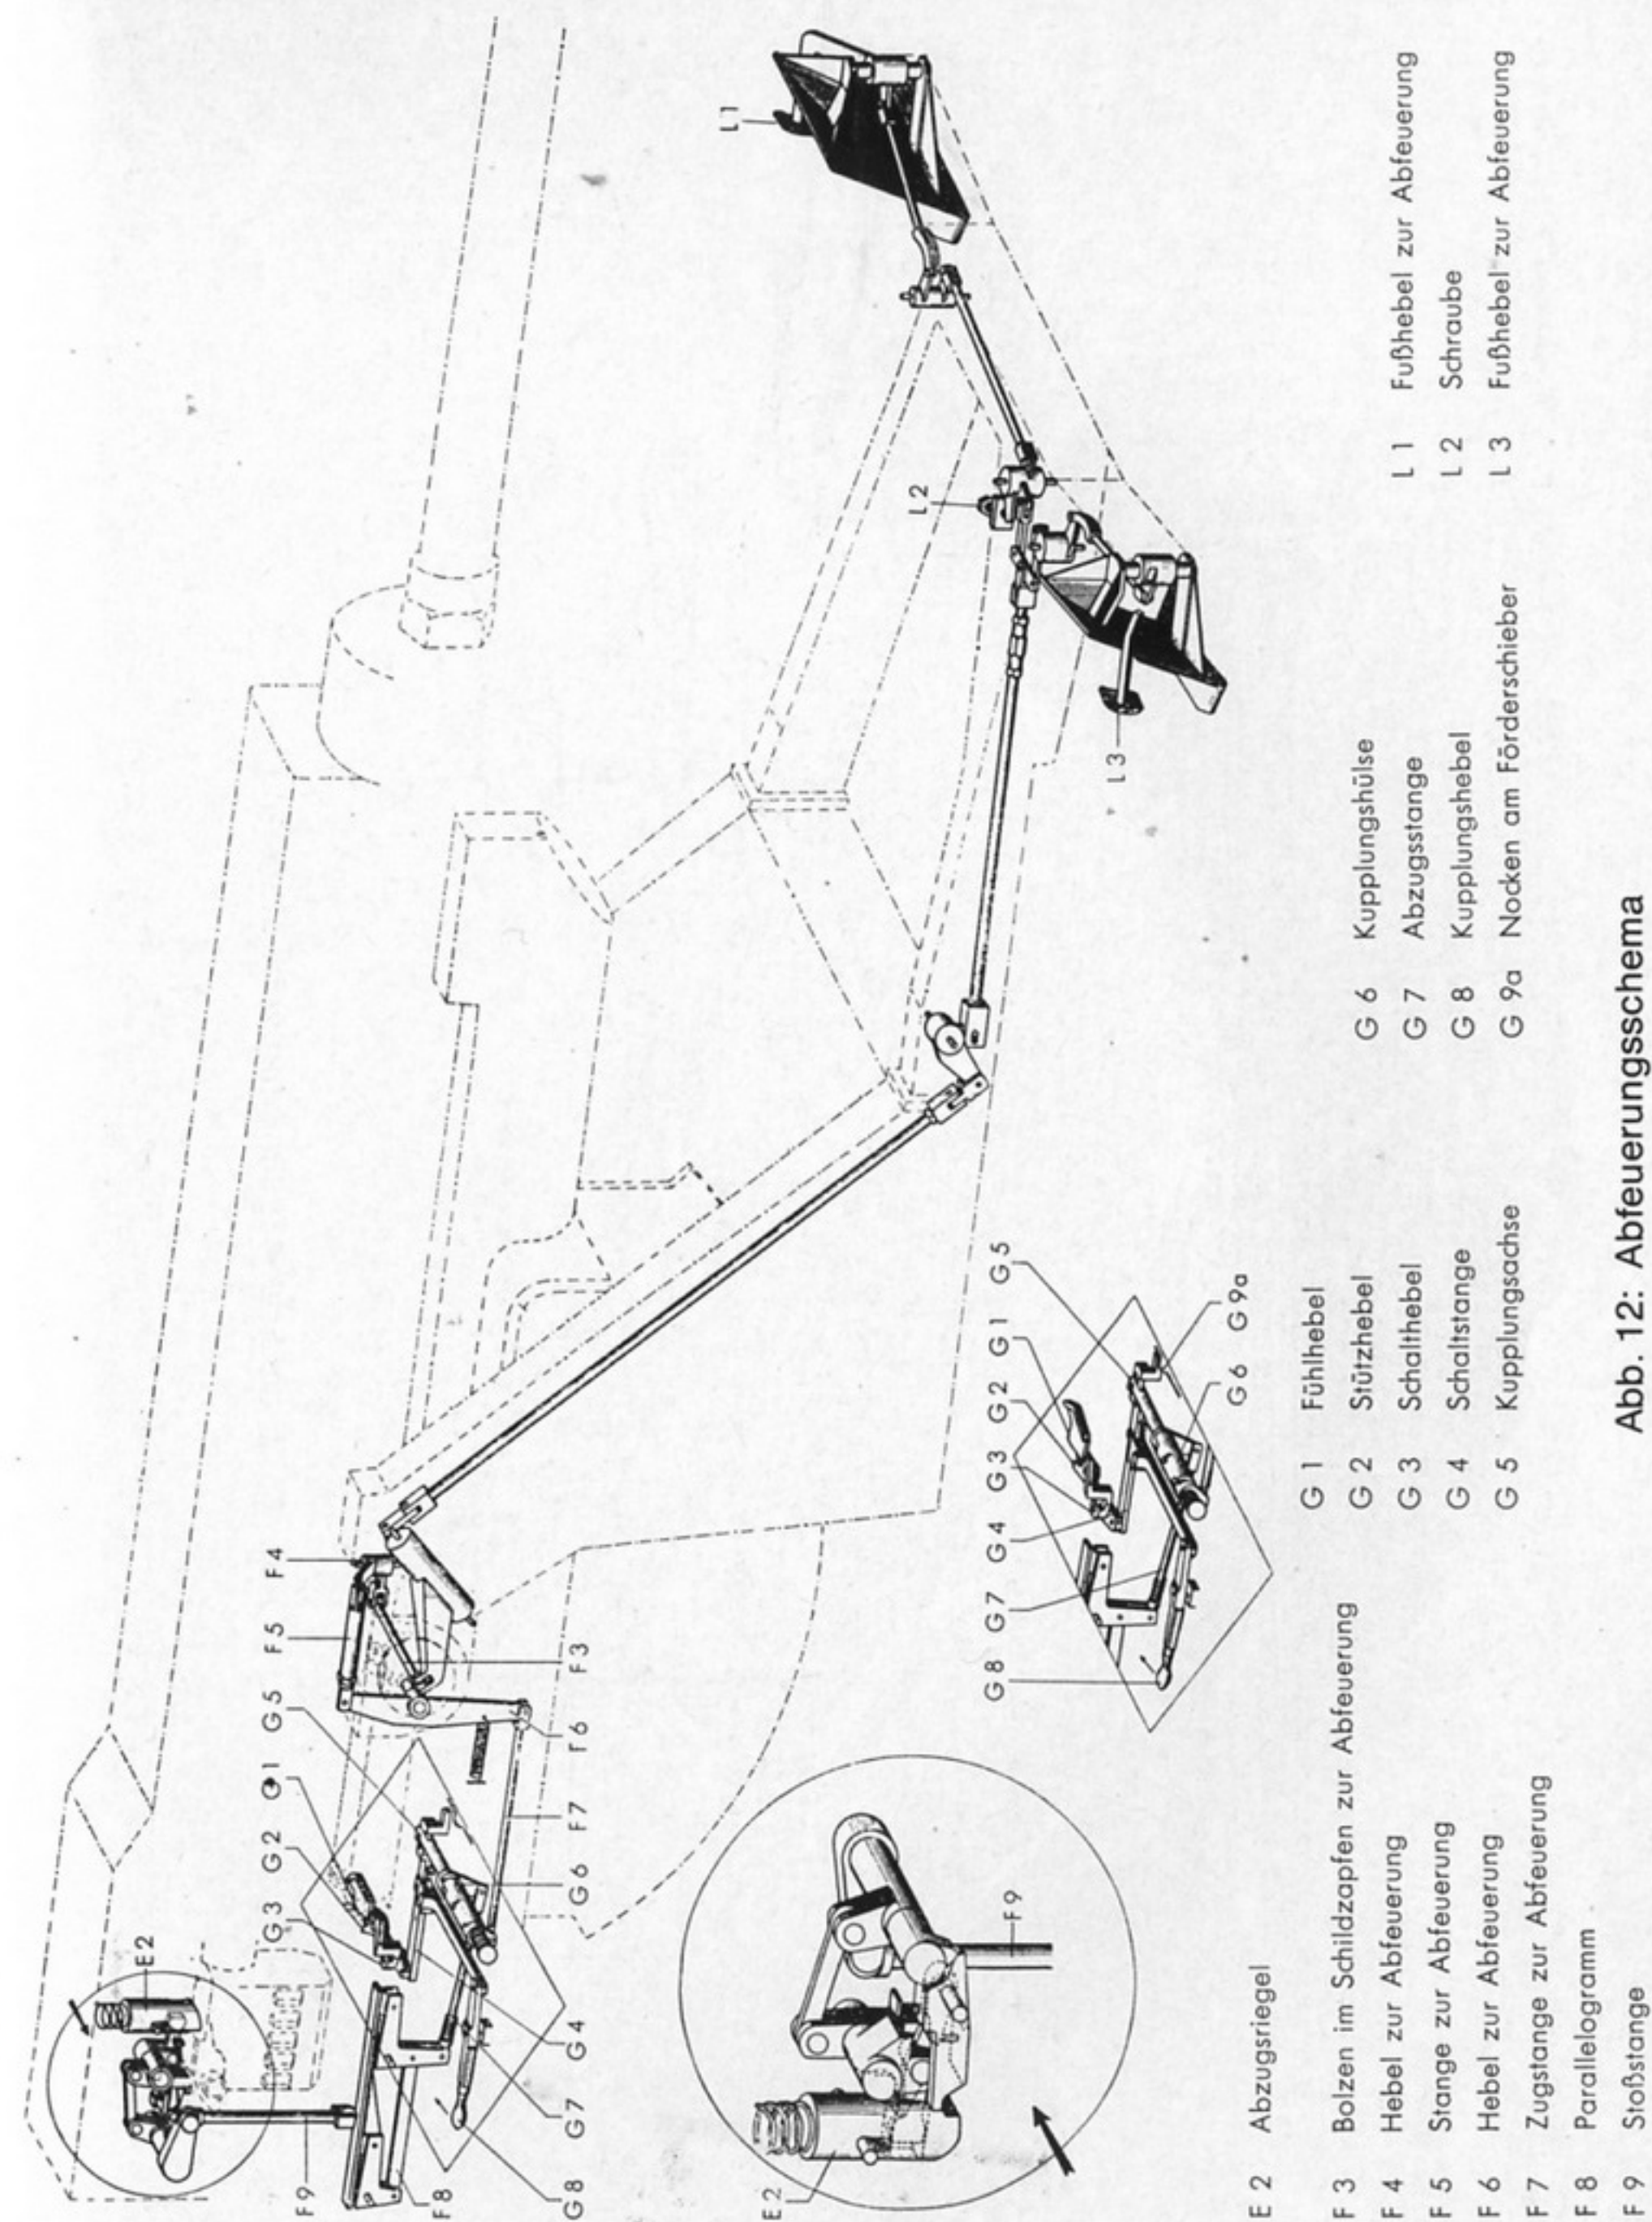 E 2
F 9
F 8
G 8
G 7
G 4
G 3
G 2
G 1
G 5
F 5
F 4
F 3
F 6
F 7
G 6
E 2
F 9
G 8
G 7
G 4
G 3
G 2
G 1
G 5
G 6
G 9a
L 1
L 2
L 3
E 2 Abzugsriegel
F 3 Bolzen im Schildzapfen zur Abfeuerung
F 4 Hebel zur Abfeuerung
F 5 Stange zur Abfeuerung
F 6 Hebel zur Abfeuerung
F 7 Zugstange zur Abfeuerung
F 8 Parallelogramm
F 9 Stoßstange
G 1 Fühlhebel
G 2 Stützhebel
G 3 Schalthebel
G 4 Schaltstange
G 5 Kupplungsachse
G 6 Kupplungshülse
G 7 Abzugsstange
G 8 Kupplungshebel
G 9a Nocken am Förderschieber
L 1 Fußhebel zur Abfeuerung
L 2 Schraube
L 3 Fußhebel zur Abfeuerung
Abb. 12: Abfeuerungsschema